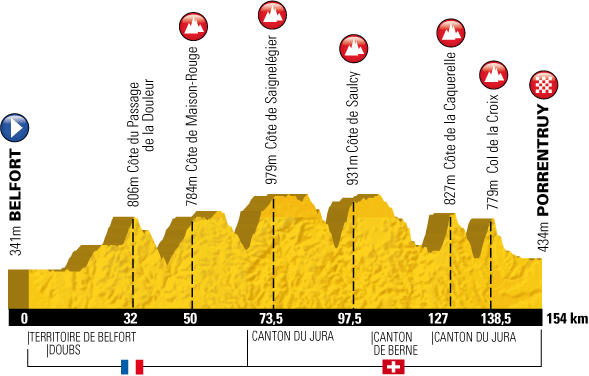 341m BELFORT
806m Côte du Passage
de la Douleur
784m Côte de Maison-Rouge
979m Côte de Saignelégier
931m Côte de Saulcy
827m Côte de la Caquerelle
779m Col de la Croix
434m PORRENTRUY
0 32 50 73,5 97,5 127 138,5 154 km
TERRITOIRE DE BELFORT
DOUBS
CANTON DU JURA
CANTON
DE BERNE
CANTON DU JURA